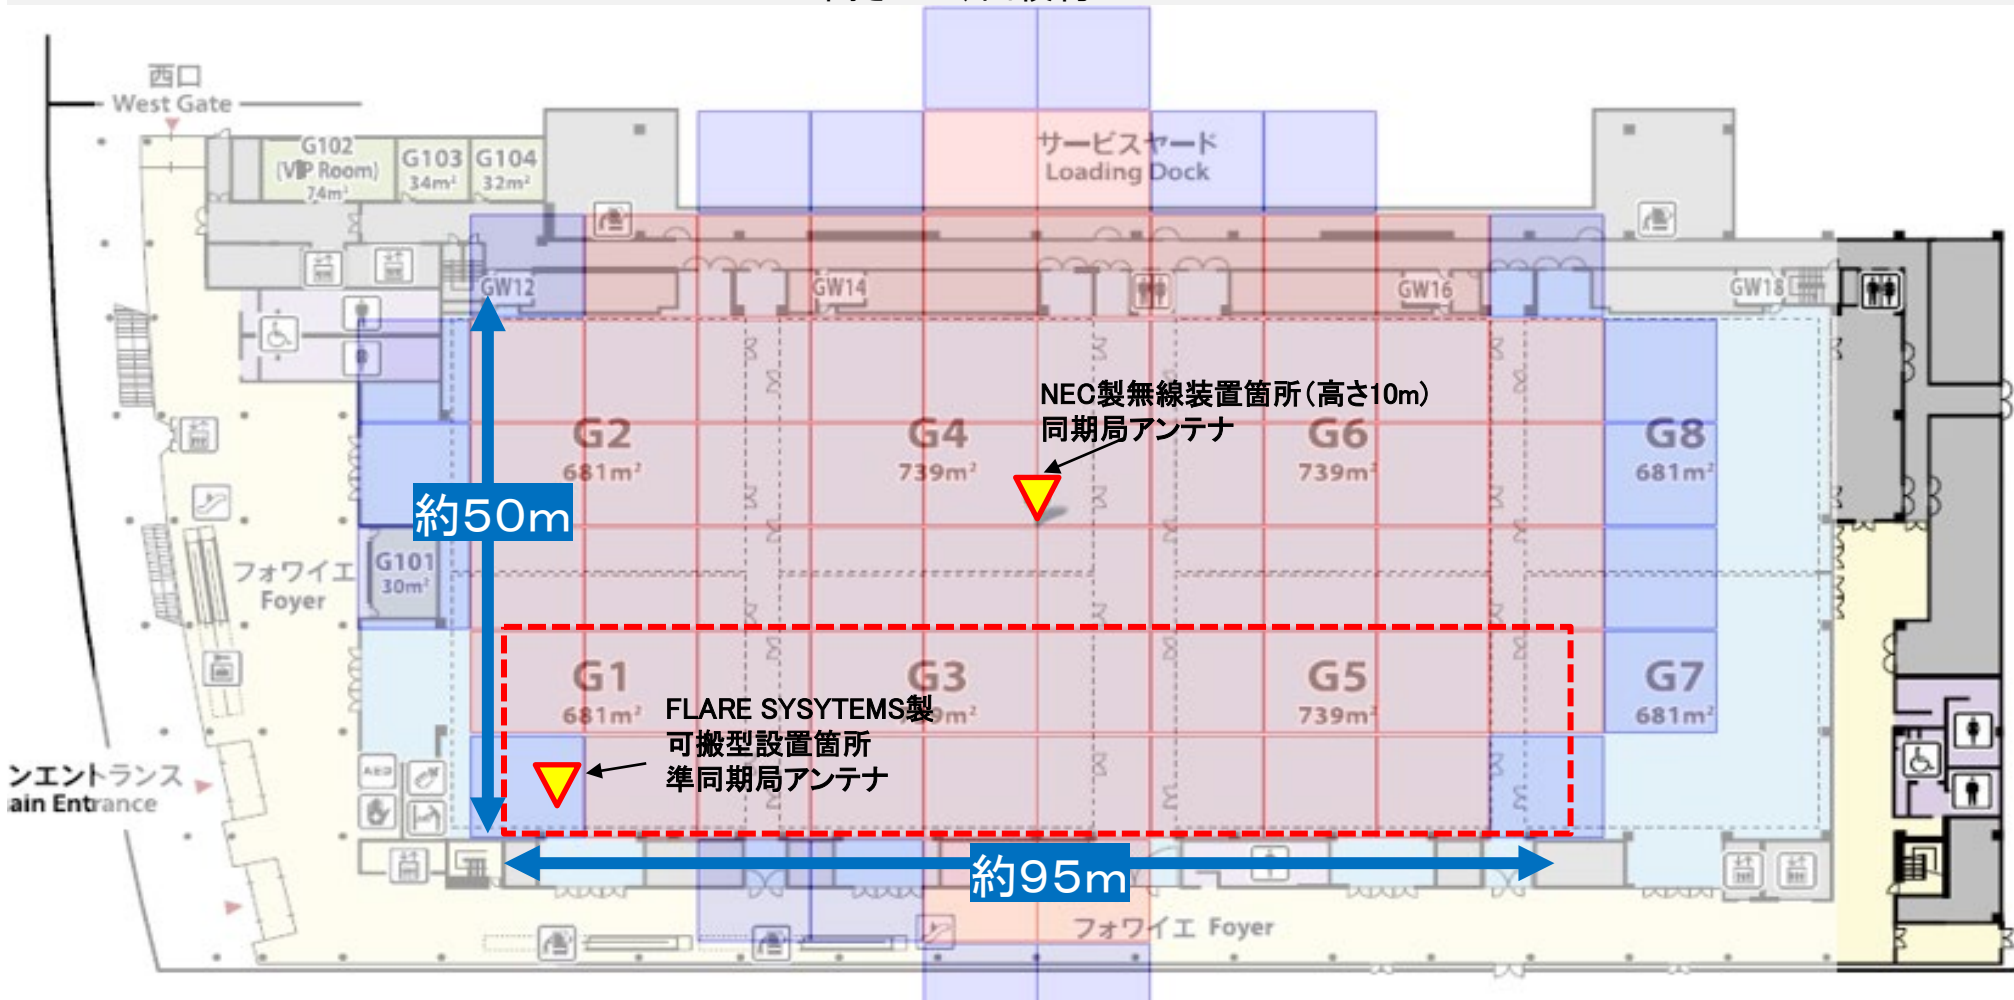 西口
West Gate
G102
(VIP Room)
74m²
G103
34m²
G104
32m²
サービスヤード
Loading Dock
GW12
GW14
GW16
GW18
NEC製無線装置箇所（高さ10m）
同期局アンテナ
G2
681m²
G4
739m²
G6
739m²
G8
681m²
約50m
G101
30m²
フォワイエ
Foyer
G1
681m²
G3
9m²
G5
739m²
G7
681m²
FLARE SYSYTEMS製
可搬型設置箇所
準同期局アンテナ
AED
ンエントランス
ain Entrance
約95m
フォワイエ Foyer